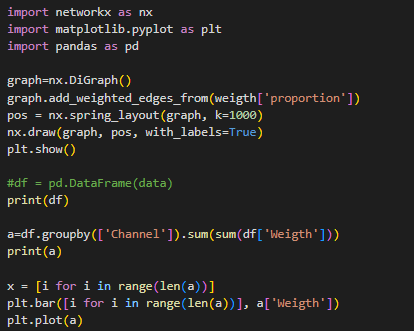 import networkx as nx
import matplotlib.pyplot as plt
import pandas as pd

graph=nx.DiGraph()
graph.add_weighted_edges_from(weigth['proportion'])
pos = nx.spring_layout(graph, k=1000)
nx.draw(graph, pos, with_labels=True)
plt.show()

#df = pd.DataFrame(data)
print(df)

a=df.groupby(['Channel']).sum(sum(df['Weigth']))
print(a)

x = [i for i in range(len(a))]
plt.bar([i for i in range(len(a))], a['Weigth'])
plt.plot(a)